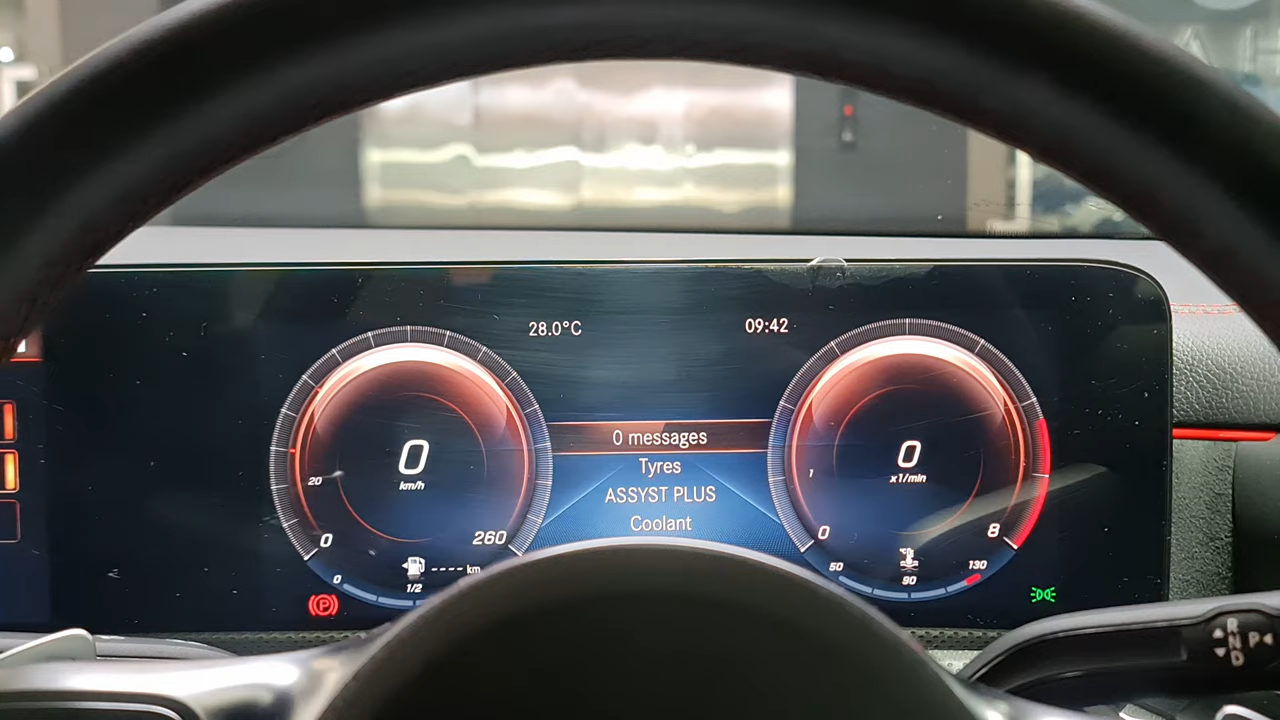 AH
28.0°C
09:42
0 messages
Tyres
ASSYST PLUS
Coolant
0
km/h
20
0
260
0
1/2
----- km
0
x1/min
1
0
8
50
°C
90
130
P
R
N
D
P